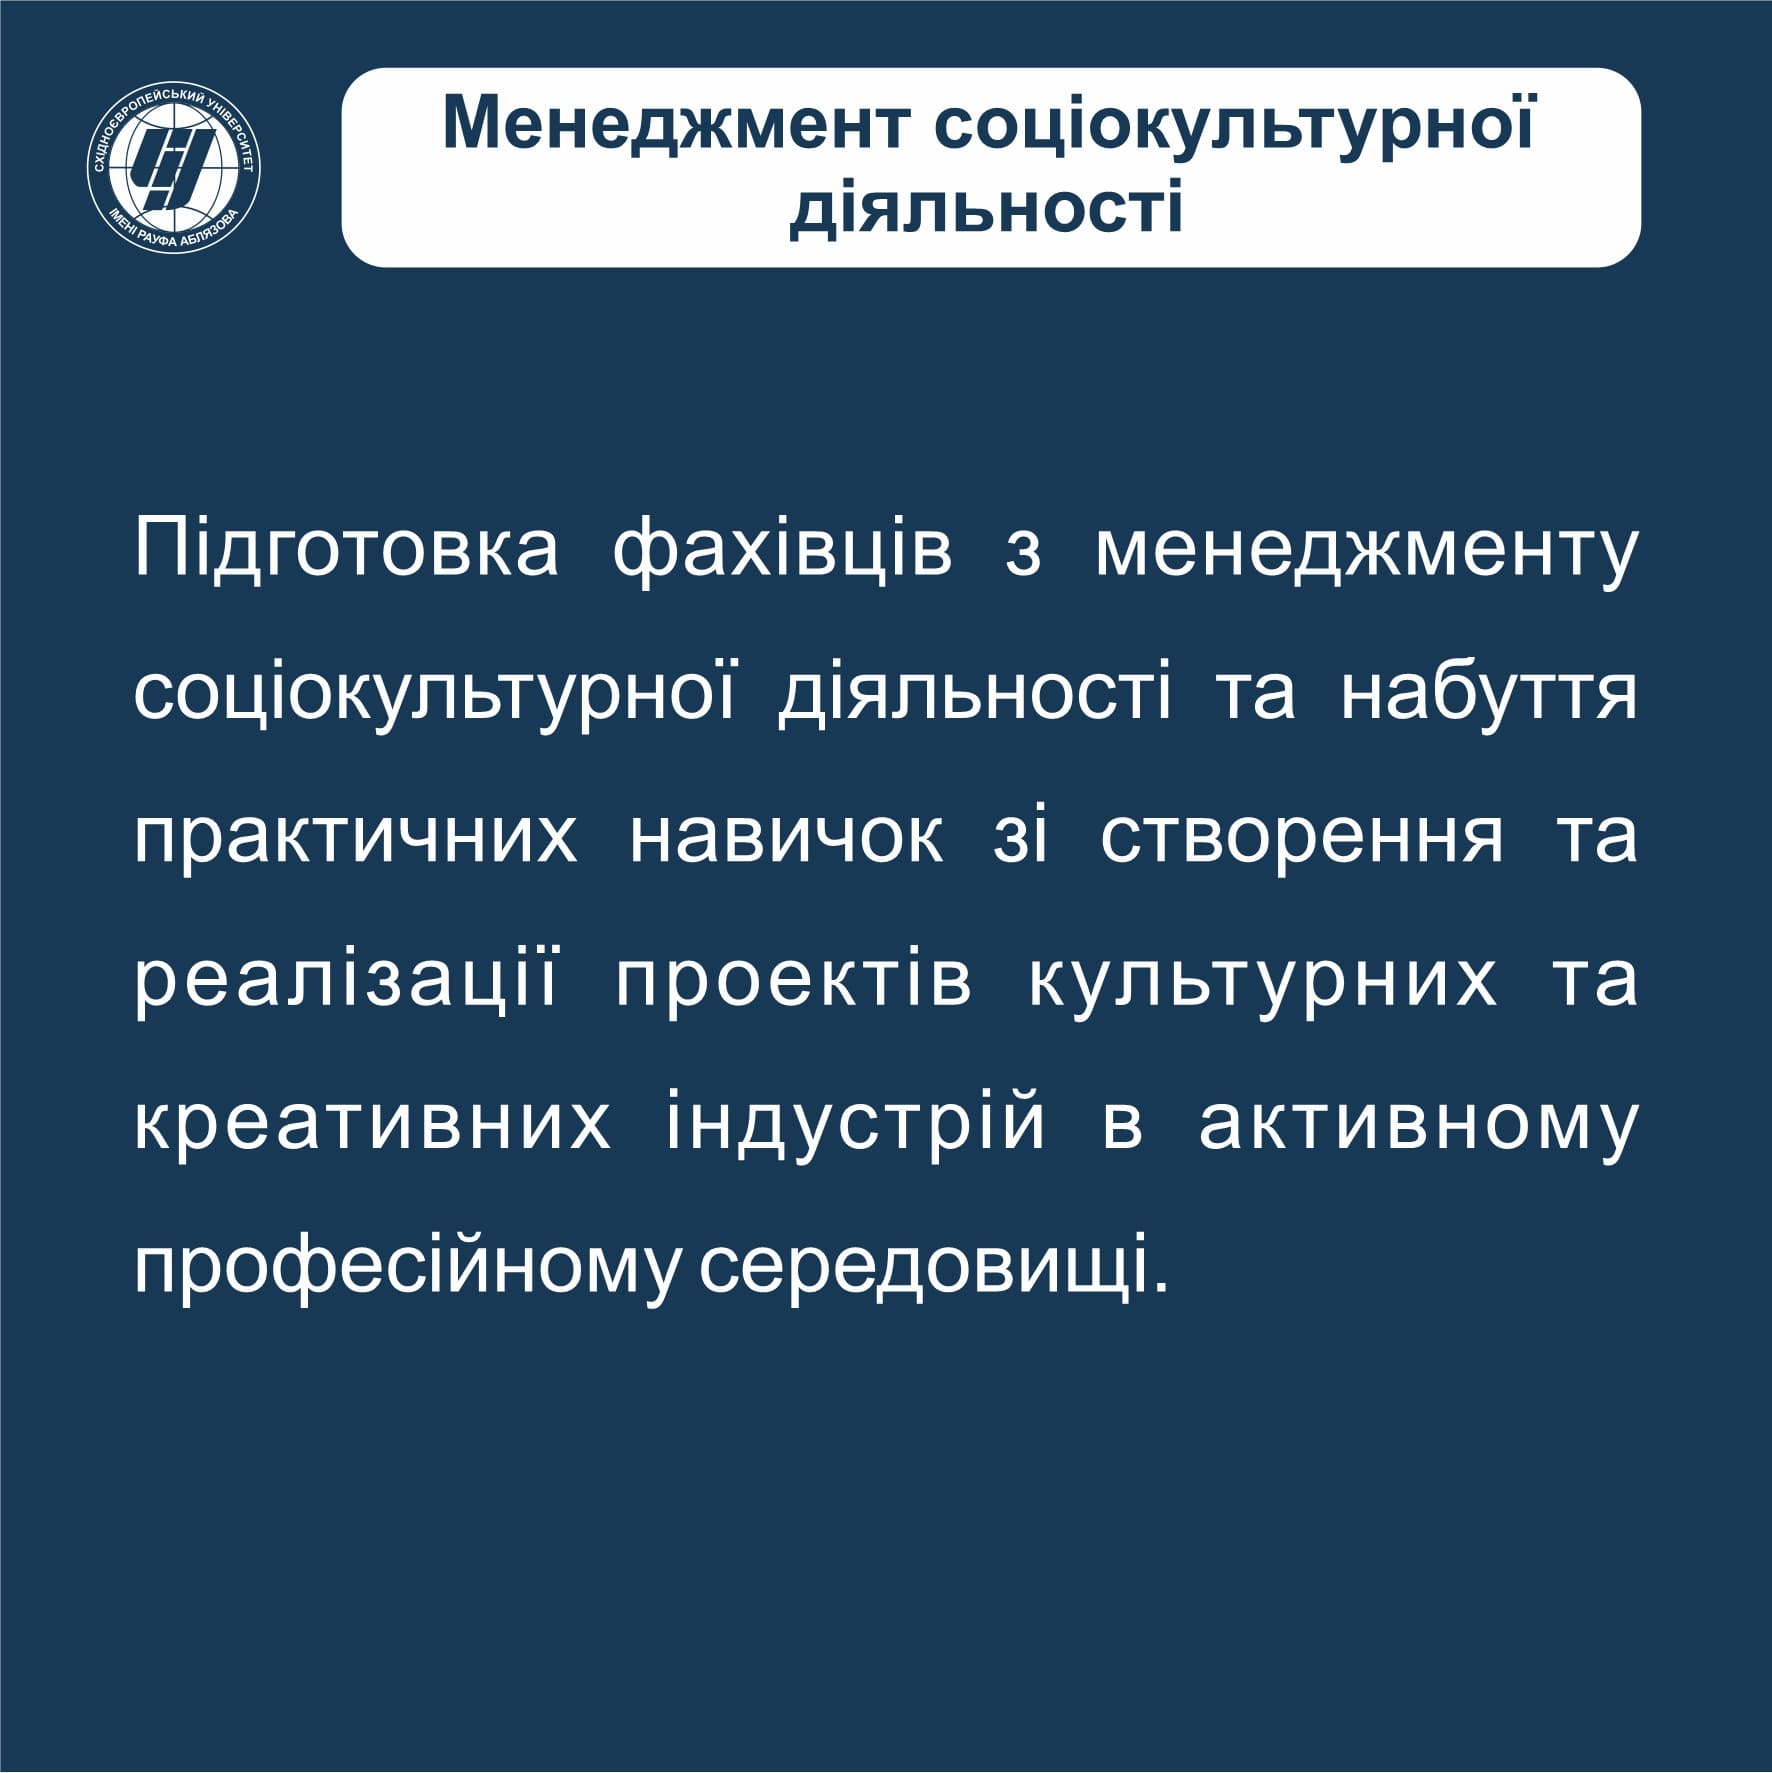 СХІДНОЄВРОПЕЙСЬКИЙ УНІВЕРСИТЕТ
ІМЕНІ РАУФА АБЛЯЗОВА
Менеджмент соціокультурної
діяльності
Підготовка фахівців з менеджменту
соціокультурної діяльності та набуття
практичних навичок зі створення та
реалізації проектів культурних та
креативних індустрій в активному
професійному середовищі.